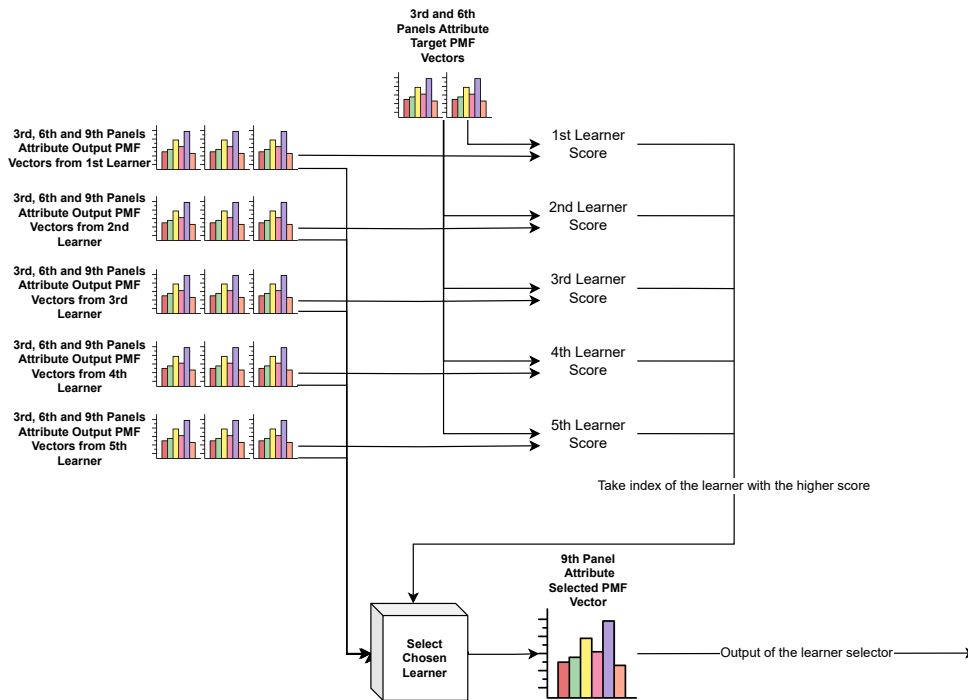 3rd and 6th
Panels Attribute
Target PMF
Vectors
3rd, 6th and 9th Panels
Attribute Output PMF
Vectors from 1st Learner
1st Learner
Score
3rd, 6th and 9th Panels
Attribute Output PMF
Vectors from 2nd
Learner
2nd Learner
Score
3rd, 6th and 9th Panels
Attribute Output PMF
Vectors from 3rd
Learner
3rd Learner
Score
3rd, 6th and 9th Panels
Attribute Output PMF
Vectors from 4th
Learner
4th Learner
Score
3rd, 6th and 9th Panels
Attribute Output PMF
Vectors from 5th
Learner
5th Learner
Score
Take index of the learner with the higher score
9th Panel
Attribute
Selected PMF
Vector
Select
Chosen
Learner
Output of the learner selector